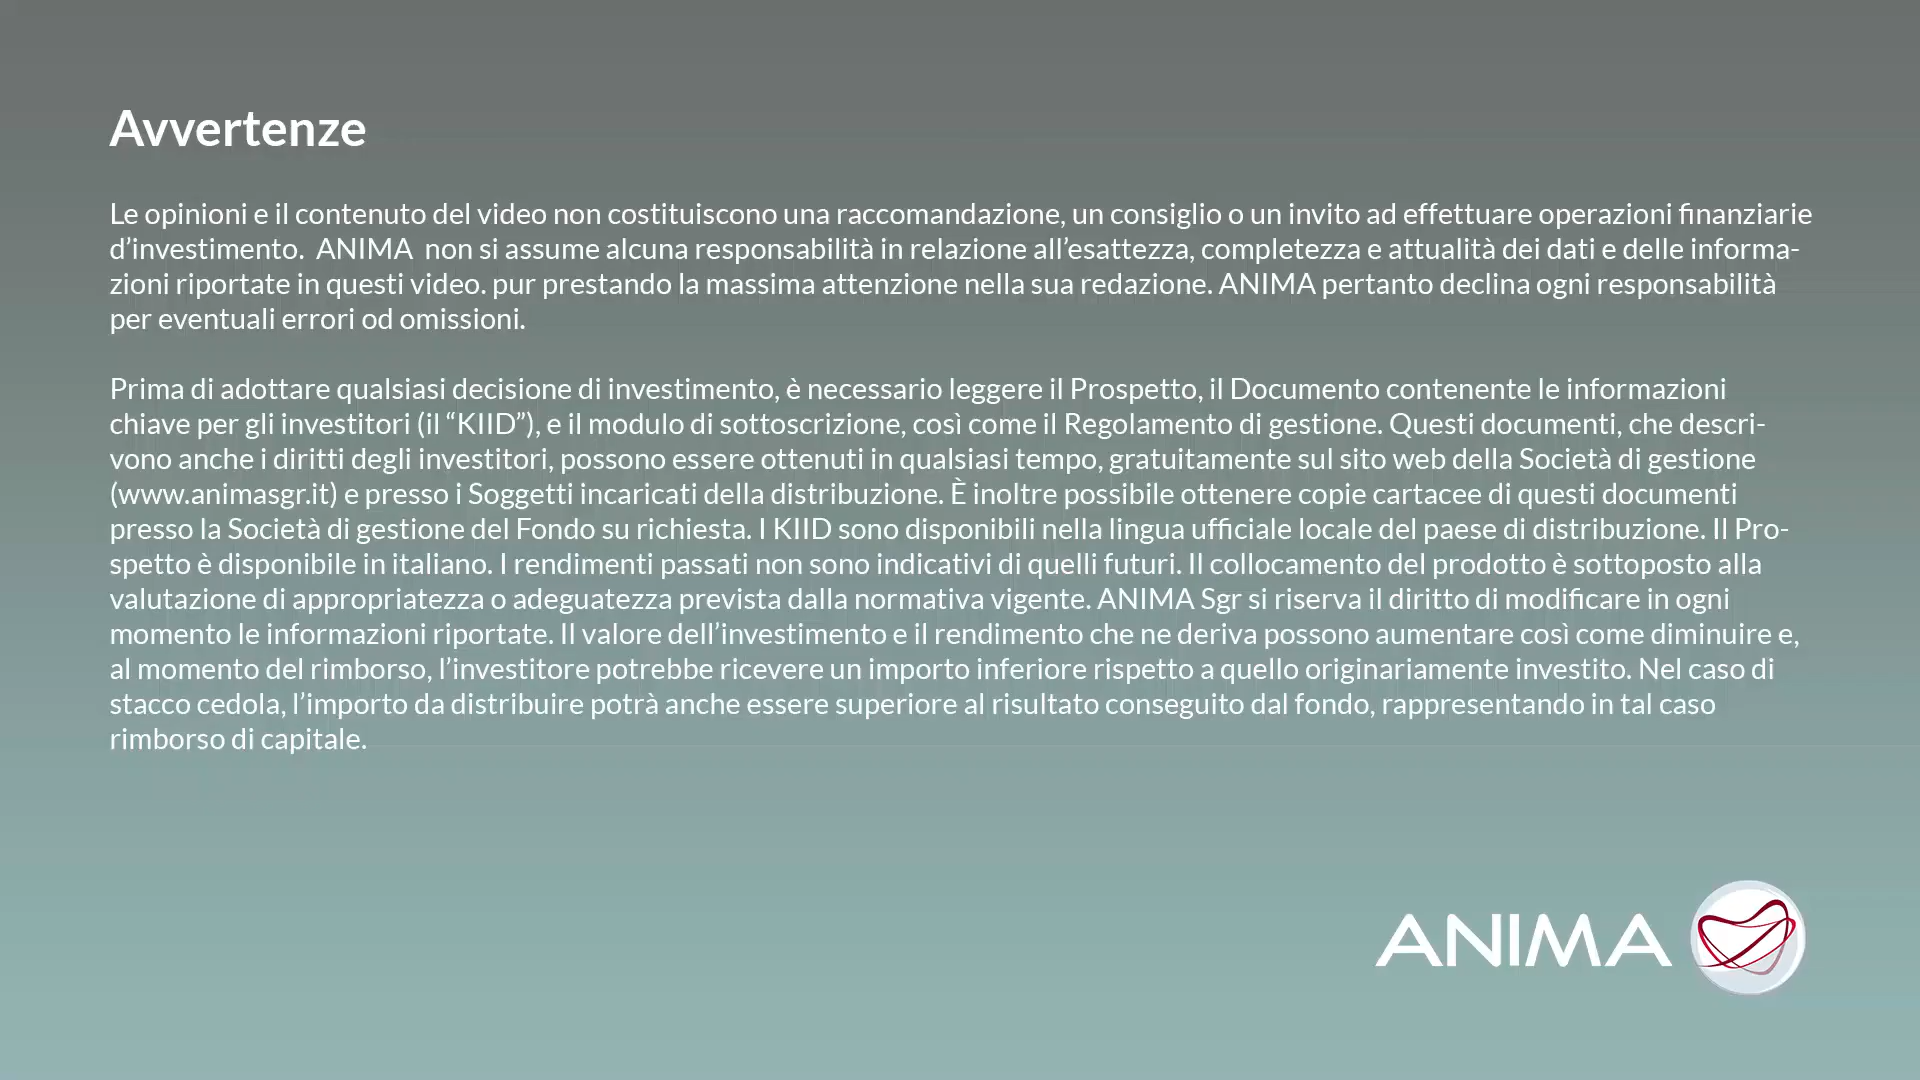 Avvertenze
Le opinioni e il contenuto del video non costituiscono una raccomandazione, un consiglio o un invito ad effettuare operazioni finanziarie
d’investimento.  ANIMA  non si assume alcuna responsabilità in relazione all’esattezza, completezza e attualità dei dati e delle informa-
zioni riportate in questi video. pur prestando la massima attenzione nella sua redazione. ANIMA pertanto declina ogni responsabilità
per eventuali errori od omissioni.
Prima di adottare qualsiasi decisione di investimento, è necessario leggere il Prospetto, il Documento contenente le informazioni
chiave per gli investitori (il “KIID”), e il modulo di sottoscrizione, così come il Regolamento di gestione. Questi documenti, che descri-
vono anche i diritti degli investitori, possono essere ottenuti in qualsiasi tempo, gratuitamente sul sito web della Società di gestione
(www.animasgr.it) e presso i Soggetti incaricati della distribuzione. È inoltre possibile ottenere copie cartacee di questi documenti
presso la Società di gestione del Fondo su richiesta. I KIID sono disponibili nella lingua ufficiale locale del paese di distribuzione. Il Pro-
spetto è disponibile in italiano. I rendimenti passati non sono indicativi di quelli futuri. Il collocamento del prodotto è sottoposto alla
valutazione di appropriatezza o adeguatezza prevista dalla normativa vigente. ANIMA Sgr si riserva il diritto di modificare in ogni
momento le informazioni riportate. Il valore dell’investimento e il rendimento che ne deriva possono aumentare così come diminuire e,
al momento del rimborso, l’investitore potrebbe ricevere un importo inferiore rispetto a quello originariamente investito. Nel caso di
stacco cedola, l’importo da distribuire potrà anche essere superiore al risultato conseguito dal fondo, rappresentando in tal caso
rimborso di capitale.
ANIMA